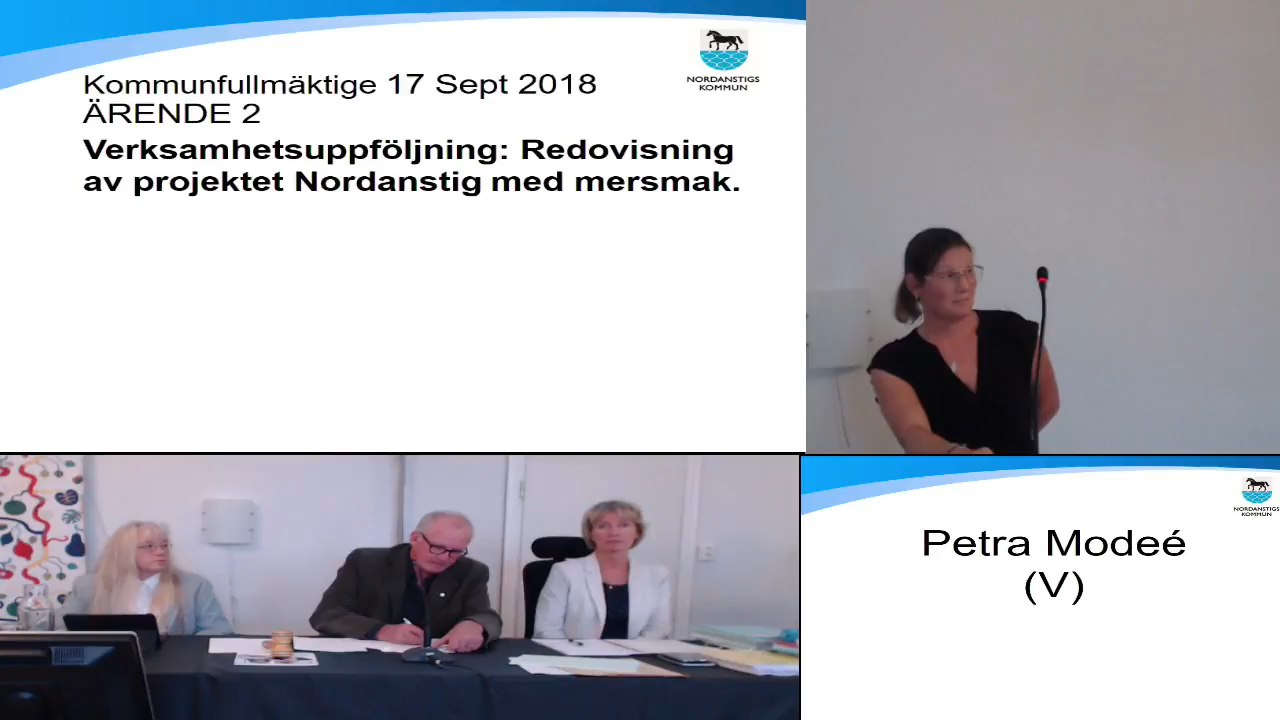 Kommunfullmäktige 17 Sept 2018
ÄRENDE 2
Verksamhetsuppföljning: Redovisning
av projektet Nordanstig med mersmak.
NORDANSTIGS
KOMMUN
NORDANSTIGS
KOMMUN
Petra Modeé
(V)